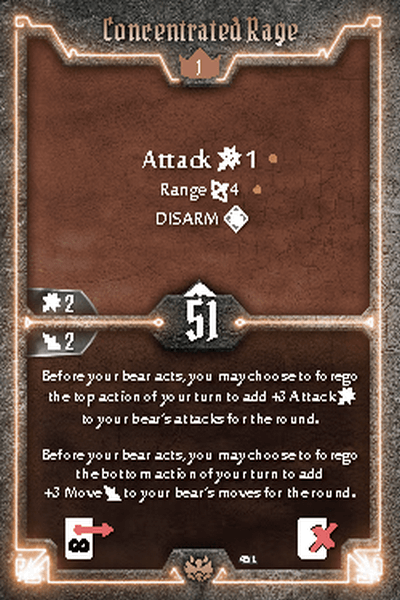 Concentrated Rage
1
Attack 1
Range 4
DISARM
2
51
2
Before your bear acts, you may choose to forego
the top action of your turn to add +3 Attack
to your bear's attacks for the round.
Before your bear acts, you may choose to forego
the bottom action of your turn to add
+3 Move to your bear's moves for the round.